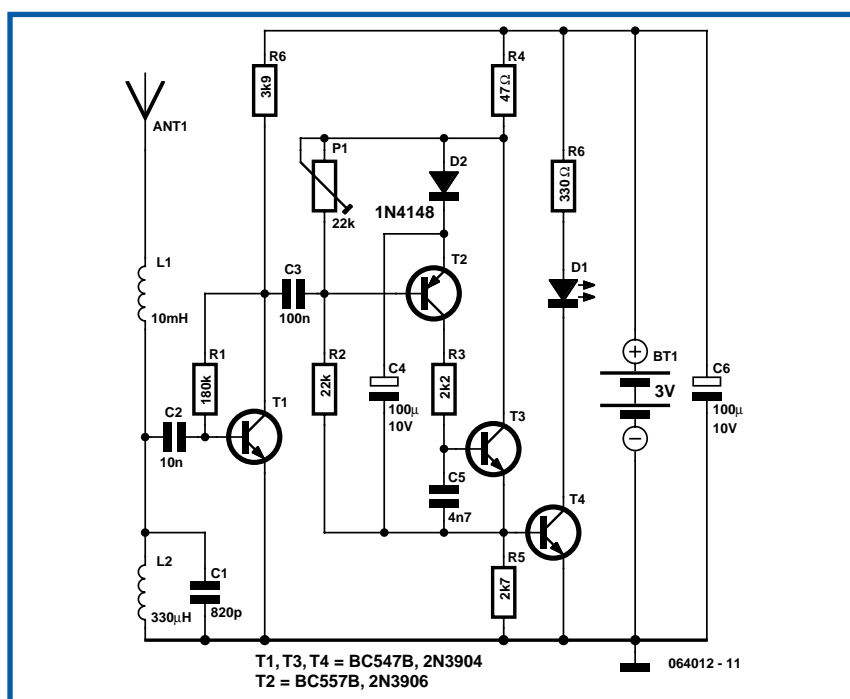 R6
3k9
R4
47Ω
ANT1
P1
22k
D2
1N4148
R6
330Ω
L1
10mH
C3
100n
T2
D1
R1
180k
R2
22k
C4
100μ
10V
R3
2k2
BT1
3V
C6
100μ
10V
C2
10n
T1
T3
C5
4n7
T4
L2
330μH
C1
820p
R5
2k7
T1, T3, T4 = BC547B, 2N3904
T2 = BC557B, 2N3906
064012 - 11